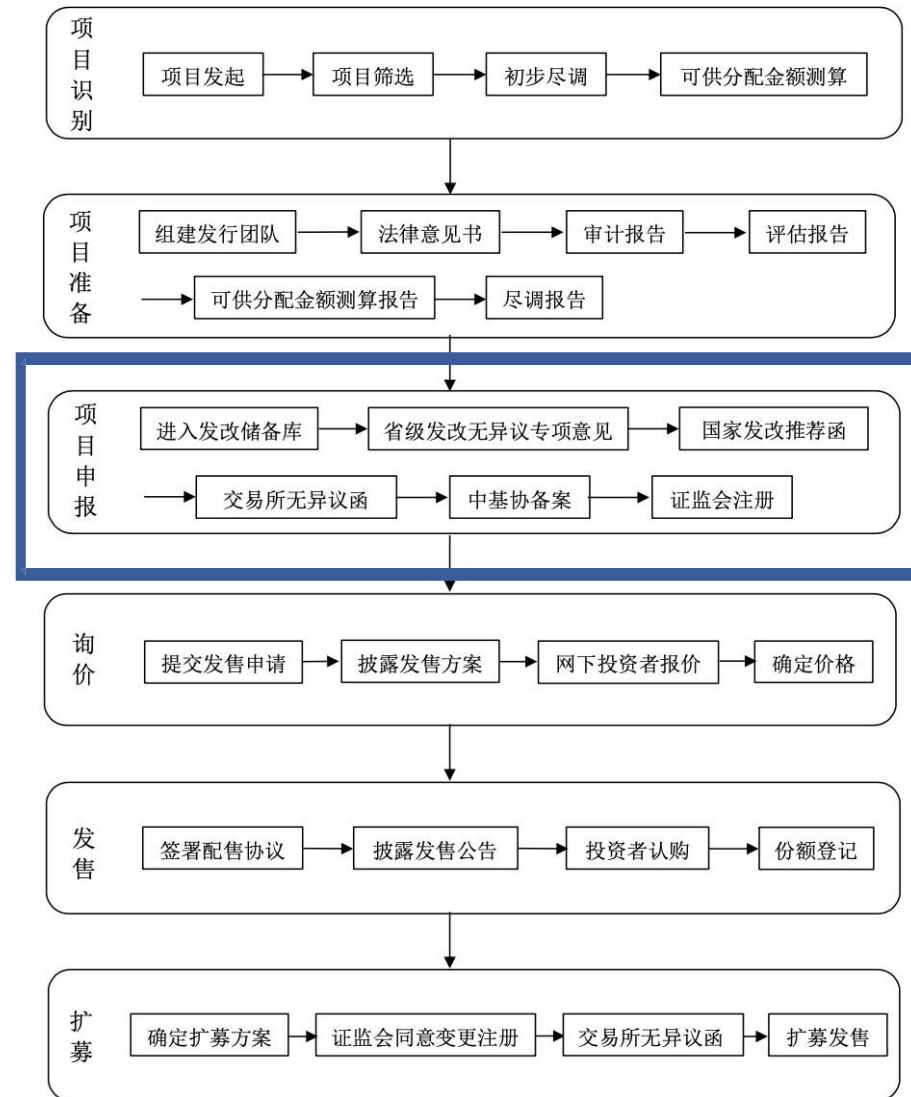 项目识别
项目发起
项目筛选
初步尽调
可供分配金额测算
项目准备
组建发行团队
法律意见书
审计报告
评估报告
可供分配金额测算报告
尽调报告
项目申报
进入发改储备库
省级发改无异议专项意见
国家发改推荐函
交易所无异议函
中基协备案
证监会注册
询价
提交发售申请
披露发售方案
网下投资者报价
确定价格
发售
签署配售协议
披露发售公告
投资者认购
份额登记
扩募
确定扩募方案
证监会同意变更注册
交易所无异议函
扩募发售